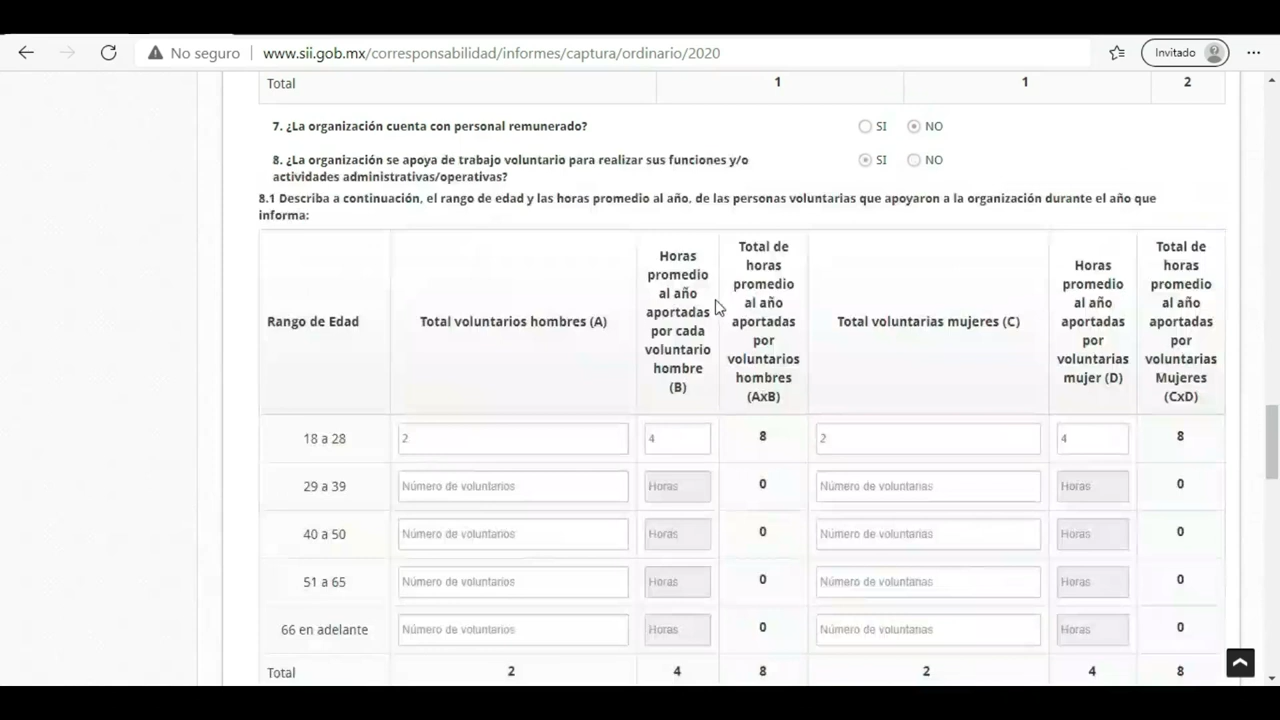 No seguro www.sii.gob.mx/corresponsabilidad/informes/captura/ordinario/2020 Invitado
Total 1 1 2
7. ¿La organización cuenta con personal remunerado? SI NO
8. ¿La organización se apoya de trabajo voluntario para realizar sus funciones y/o SI NO
actividades administrativas/operativas?
8.1 Describa a continuación, el rango de edad y las horas promedio al año, de las personas voluntarias que apoyaron a la organización durante el año que
informa:
Rango de Edad
Total voluntarios hombres (A)
Horas
promedio
al año
aportadas
por cada
voluntario
hombre
(B)
Total de
horas
promedio
al año
aportadas
por
voluntarios
hombres
(AxB)
Total voluntarias mujeres (C)
Horas
promedio
al año
aportadas
por
voluntarias
mujer (D)
Total de
horas
promedio
al año
aportadas
por
voluntarias
Mujeres
(CxD)
18 a 28 2 4 8 2 4 8
29 a 39 Número de voluntarios Horas 0 Número de voluntarias Horas 0
40 a 50 Número de voluntarios Horas 0 Número de voluntarias Horas 0
51 a 65 Número de voluntarios Horas 0 Número de voluntarias Horas 0
66 en adelante Número de voluntarios Horas 0 Número de voluntarias Horas 0
Total 2 4 8 2 4 8